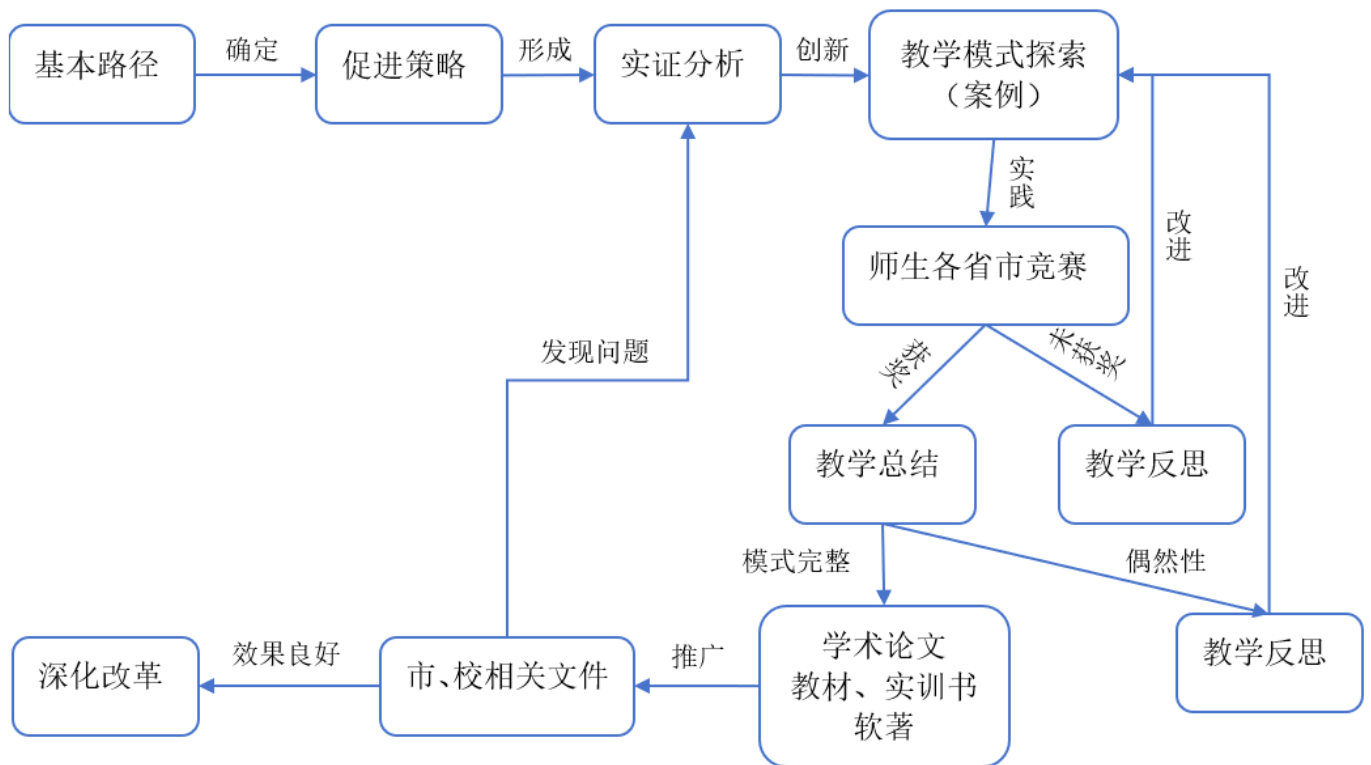 基本路径
确定
促进策略
形成
实证分析
创新
教学模式探索
（案例）
实践
师生各省市竞赛
改进
改进
获奖
未获奖
发现问题
教学总结
教学反思
模式完整
偶然性
深化改革
效果良好
市、校相关文件
推广
学术论文
教材、实训书
软著
教学反思